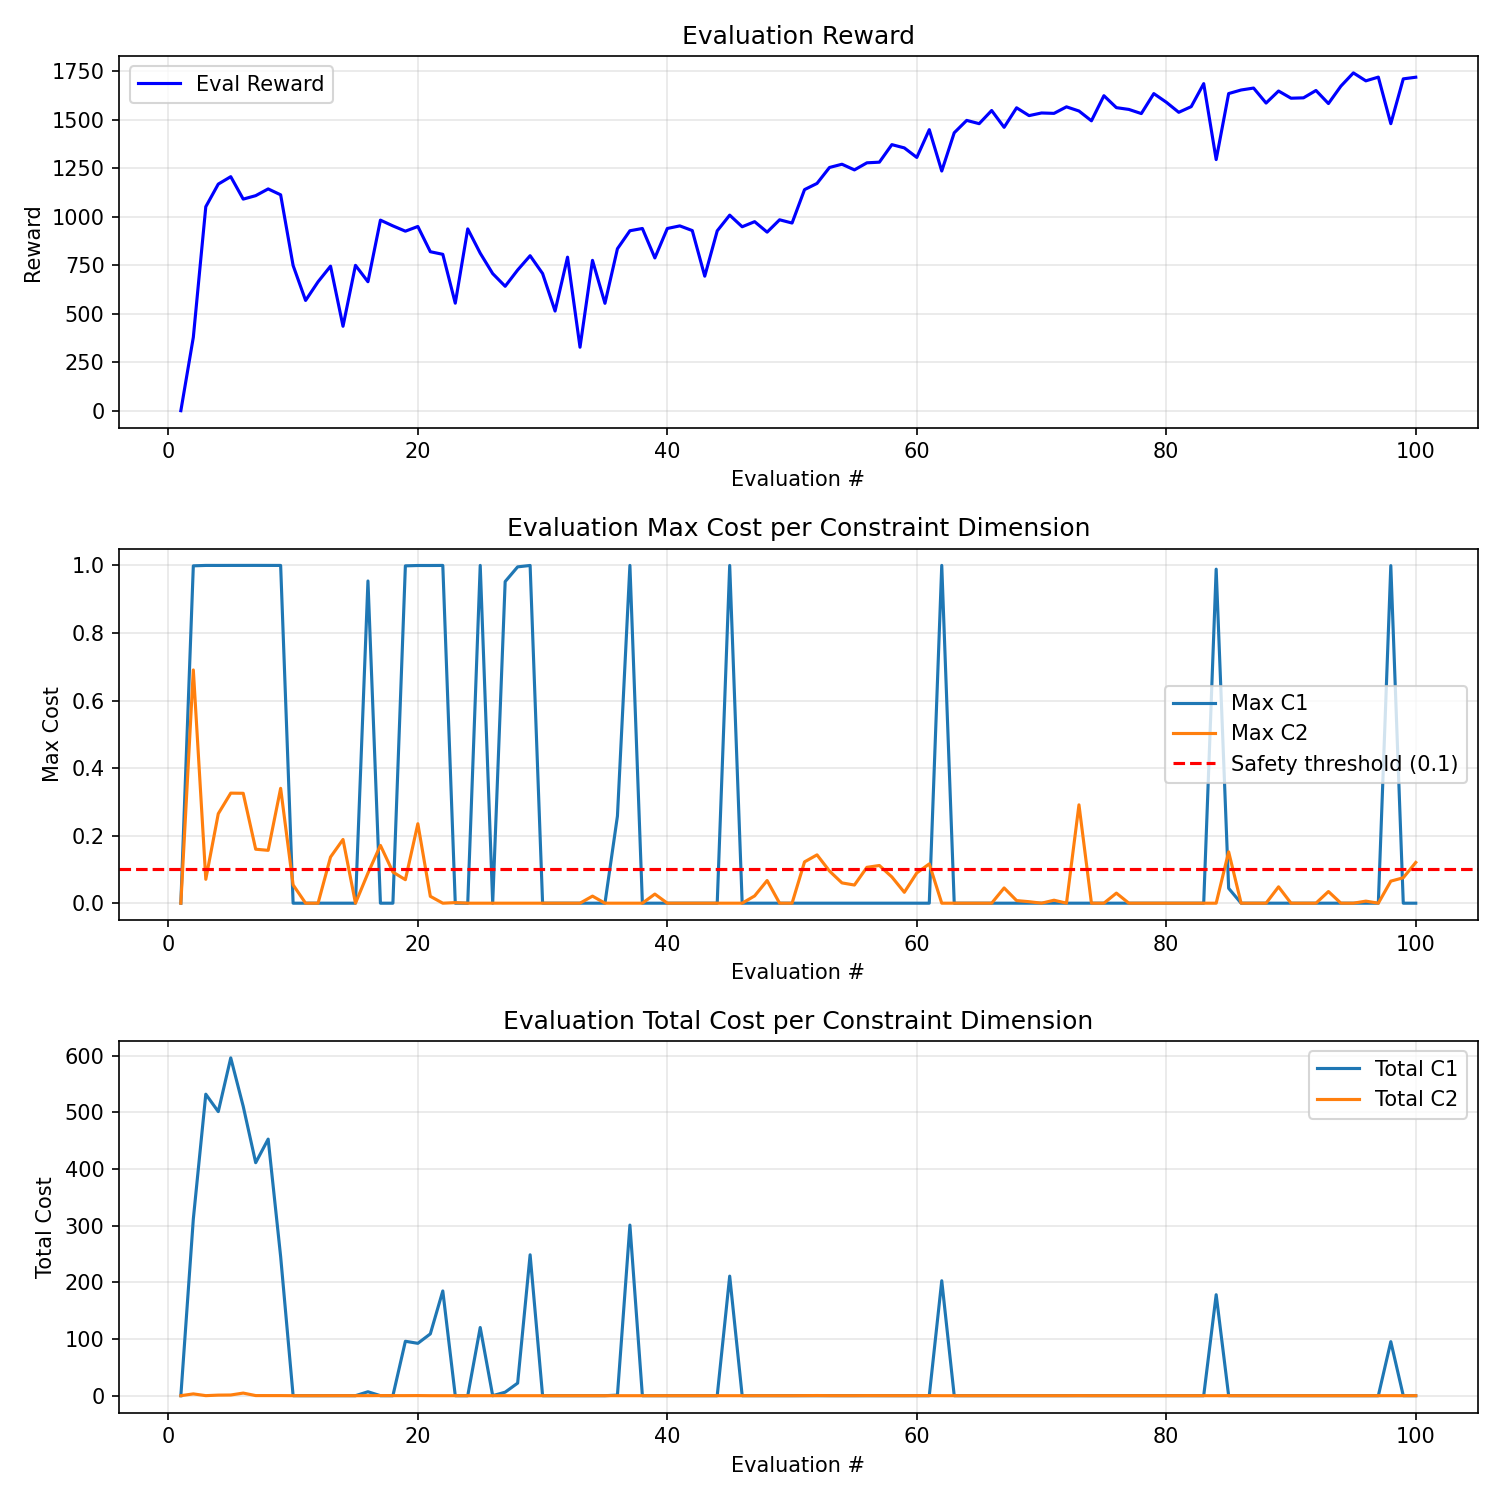 Evaluation Reward
Eval Reward
1750
1500
1250
1000
750
500
250
0
Reward
0 20 40 60 80 100
Evaluation #
Evaluation Max Cost per Constraint Dimension
1.0
0.8
0.6
0.4
0.2
0.0
Max Cost
Max C1
Max C2
Safety threshold (0.1)
0 20 40 60 80 100
Evaluation #
Evaluation Total Cost per Constraint Dimension
600
500
400
300
200
100
0
Total Cost
Total C1
Total C2
0 20 40 60 80 100
Evaluation #